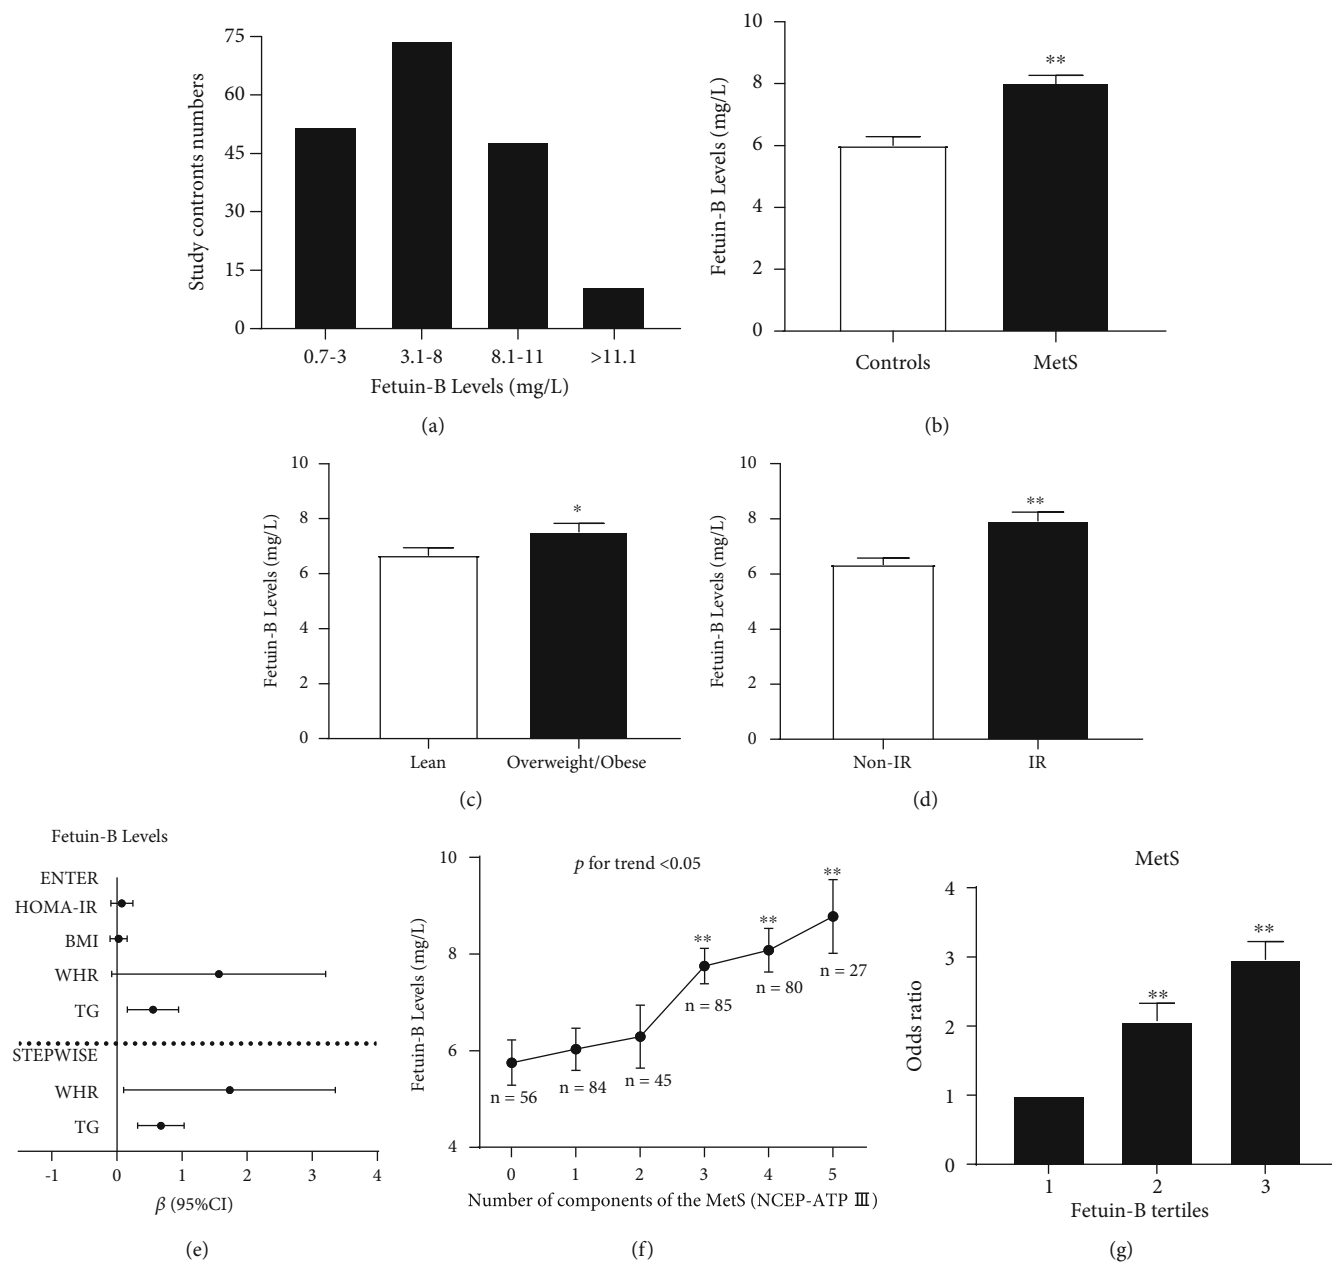 75
60
45
30
15
0
Study contronts numbers
0.7-3 3.1-8 8.1-11 >11.1
Fetuin-B Levels (mg/L)
(a)
10
8
6
4
2
0
Fetuin-B Levels (mg/L)
**
Controls MetS
(b)
10
8
6
4
2
0
Fetuin-B Levels (mg/L)
*
Lean Overweight/Obese
(c)
10
8
6
4
2
0
Fetuin-B Levels (mg/L)
**
Non-IR IR
(d)
Fetuin-B Levels
ENTER
HOMA-IR
BMI
WHR
TG
STEPWISE
WHR
TG
-1 0 1 2 3 4
β (95%CI)
(e)
10
8
6
4
Fetuin-B Levels (mg/L)
p for trend <0.05
**
**
**
n = 56
n = 84
n = 45
n = 85
n = 80
n = 27
0 1 2 3 4 5
Number of components of the MetS (NCEP-ATP Ⅲ)
(f)
MetS
4
3
2
1
0
Odds ratio
**
**
1 2 3
Fetuin-B tertiles
(g)